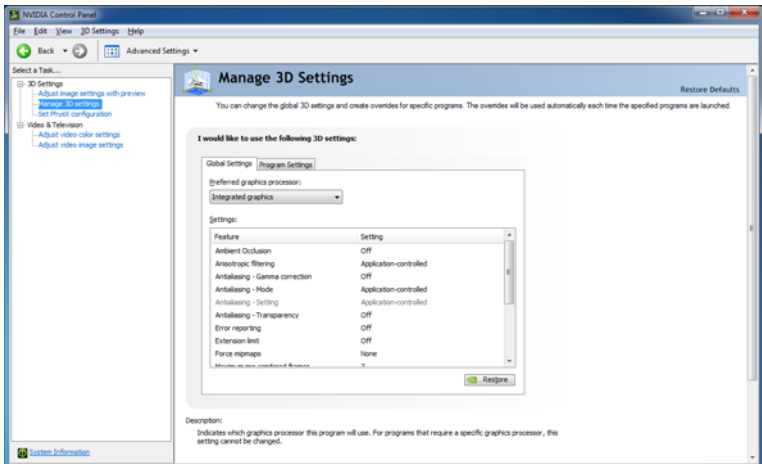 NVIDIA Control Panel
File Edit View 3D Settings Help
Back
Advanced Settings
Select a Task...
3D Settings
Adjust image settings with preview
Manage 3D settings
Set PhysX configuration
Video & Television
Adjust video color settings
Adjust video image settings
System Information
Manage 3D Settings
Restore Defaults
You can change the global 3D settings and create overrides for specific programs. The overrides will be used automatically each time the specified programs are launched.
I would like to use the following 3D settings:
Global Settings Program Settings
Preferred graphics processor:
Integrated graphics
Settings:
Feature Setting
Ambient Occlusion Off
Anisotropic filtering Application-controlled
Antialiasing - Gamma correction Off
Antialiasing - Mode Application-controlled
Antialiasing - Setting Application-controlled
Antialiasing - Transparency Off
Error reporting Off
Extension limit Off
Force mipmaps None
Maximum pre-rendered frames
Restore
Description:
Indicates which graphics processor this program will use. For programs that require a specific graphics processor, this
setting cannot be changed.